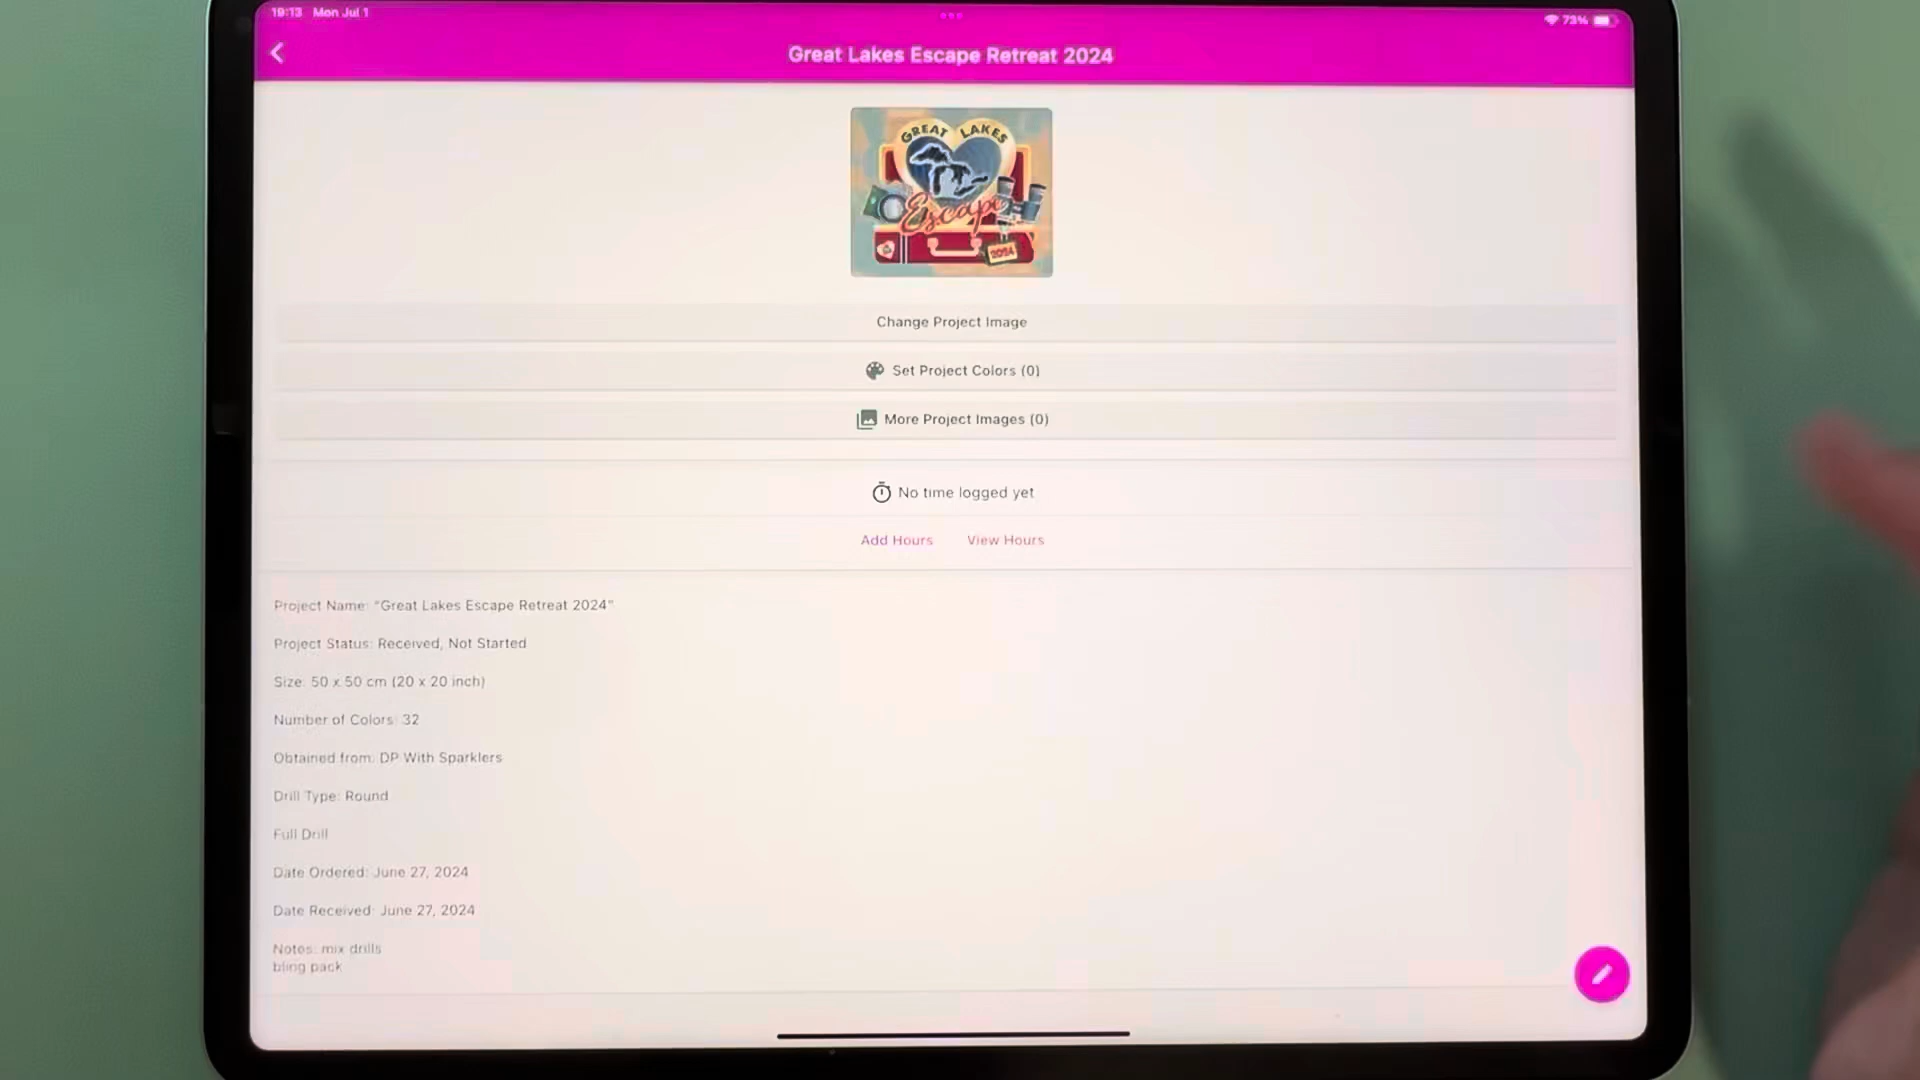 19:13 Mon Jul 1
73%
Great Lakes Escape Retreat 2024
GREAT LAKES
Escape
2024
Change Project Image
Set Project Colors (0)
More Project Images (0)
No time logged yet
Add Hours View Hours
Project Name: "Great Lakes Escape Retreat 2024"
Project Status: Received, Not Started
Size: 50 x 50 cm (20 x 20 inch)
Number of Colors: 32
Obtained from: DP With Sparklers
Drill Type: Round
Full Drill
Date Ordered: June 27, 2024
Date Received: June 27, 2024
Notes: mix drills
bling pack